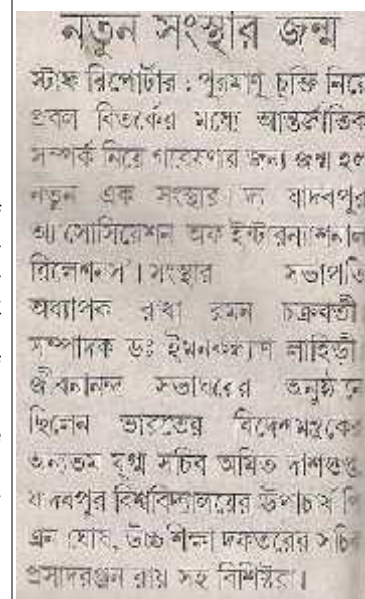 নতুন সংস্থার জন্ম
স্টাফ রিপোর্টার : পরমাণু চুক্তি নিয়ে
প্রবল বিতর্কের মধ্যে আন্তর্জাতিক
সম্পর্ক নিয়ে গবেষণার জন্য জন্ম হল
নতুন এক সংস্থার। 'দ্য যাদবপুর
অ্যাসোসিয়েশন অফ ইন্টারন্যাশনাল
রিলেশনস'। সংস্থার সভাপতি
অধ্যাপক রাধা রমন চক্রবর্তী
সম্পাদক ডঃ ইমনকল্যাণ লাহিড়ী।
জীবনানন্দ সভাঘরের অনুষ্ঠানে
ছিলেন ভারতের বিদেশমন্ত্রকের
অন্যতম যুগ্ম সচিব অমিত দাশগুপ্ত,
যাদবপুর বিশ্ববিদ্যালয়ের উপাচার্য পি
এন ঘোষ, উচ্চ শিক্ষা দফতরের সচিব
প্রসাদরঞ্জন রায় সহ বিশিষ্টরা।